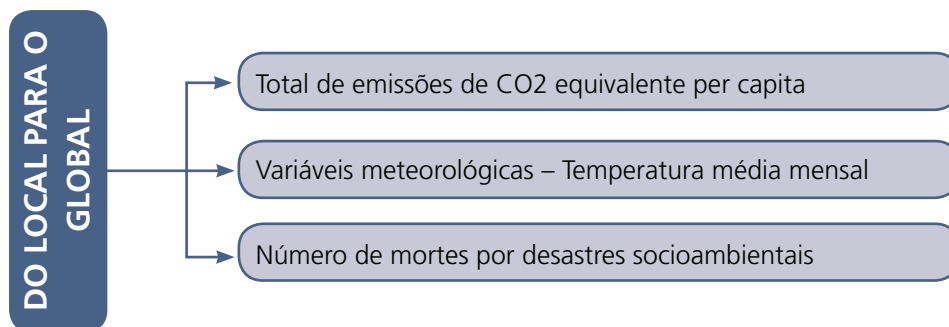 DO LOCAL PARA O
GLOBAL
Total de emissões de CO2 equivalente per capita
Variáveis meteorológicas – Temperatura média mensal
Número de mortes por desastres socioambientais